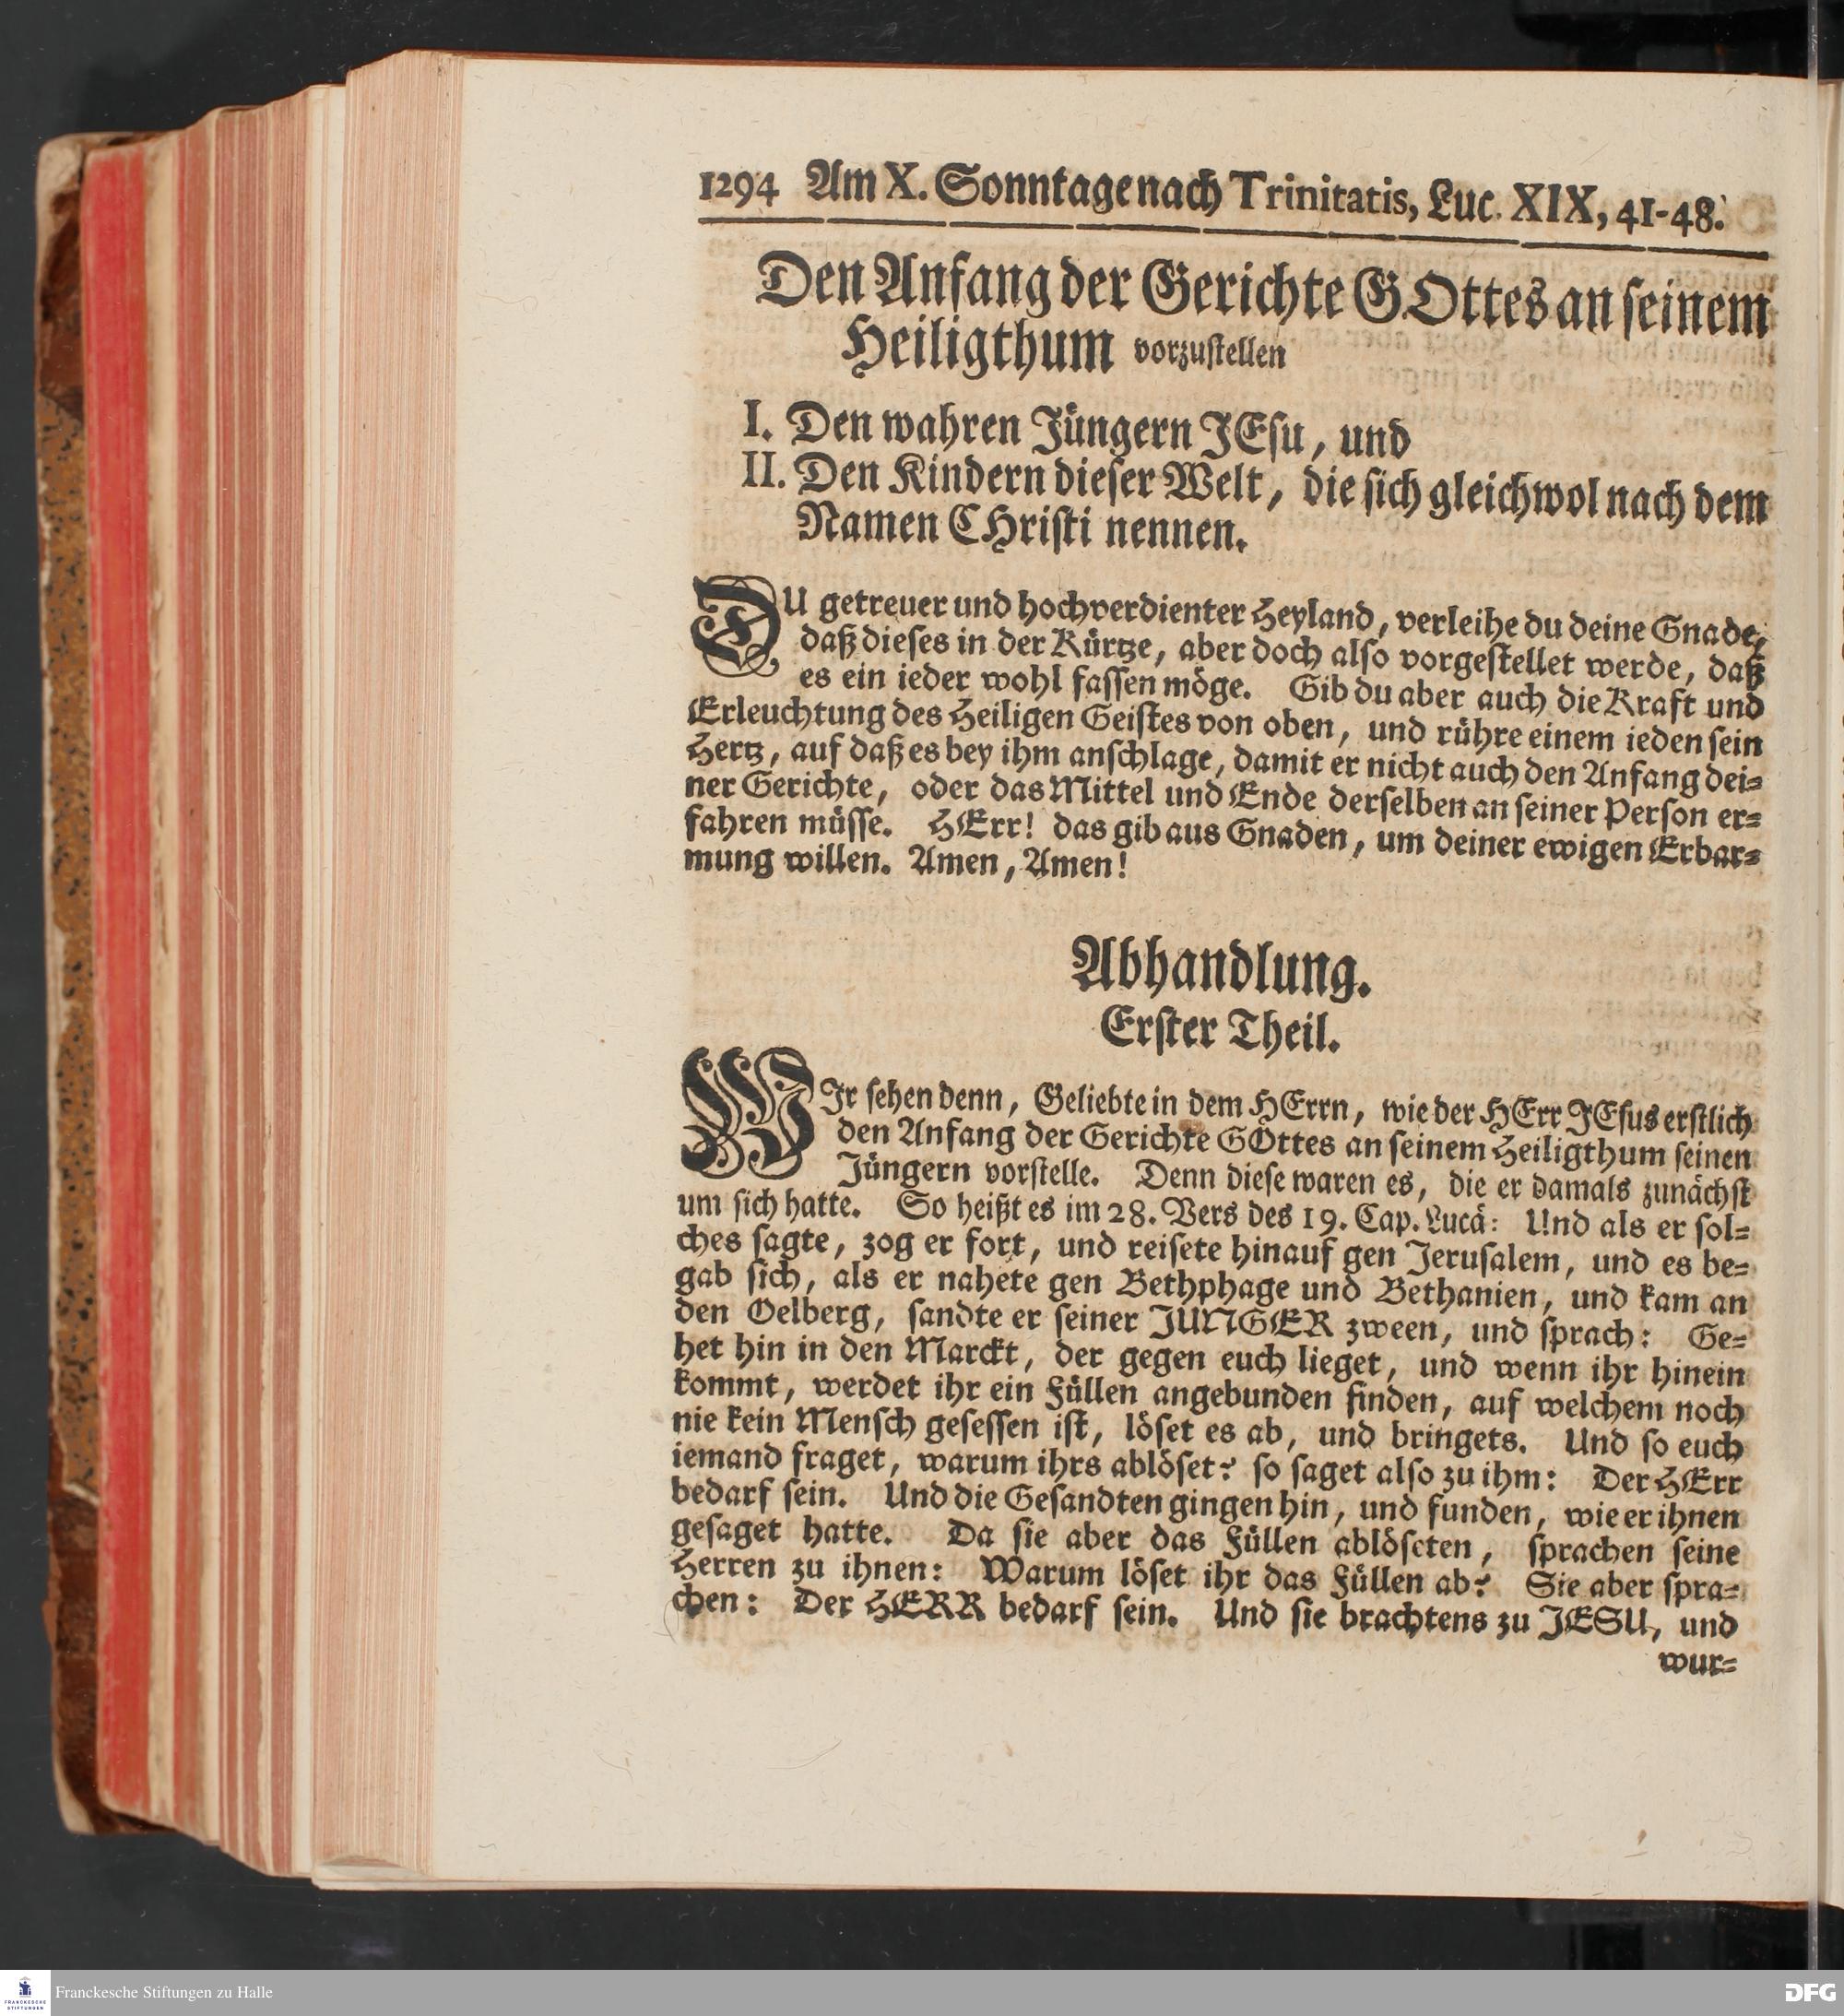 1294 Am X. Sonntage nach Trinitatis, Luc. XIX, 41-48.
Den Anfang der Gerichte GOttes an seinem
Heiligthum vorzustellen
I. Den wahren Jüngern JEsu, und
II. Den Kindern dieser Welt, die sich gleichwol nach dem
Namen CHristi nennen.
DU getreuer und hochverdienter Heyland, verleihe du deine Gnade,
daß dieses in der Kürtze, aber doch also vorgestellet werde, daß
es ein ieder wohl fassen möge. Gib du aber auch die Kraft und
Erleuchtung des Heiligen Geistes von oben, und rühre einem ieden sein
Hertz, auf daß es bey ihm anschlage, damit er nicht auch den Anfang dei-
ner Gerichte, oder das Mittel und Ende derselben an seiner Person er-
fahren müsse. HErr! das gib aus Gnaden, um deiner ewigen Erbar-
mung willen. Amen, Amen!
Abhandlung.
Erster Theil.
WIr sehen denn, Geliebte in dem HErrn, wie der HErr JEsus erstlich
den Anfang der Gerichte GOttes an seinem Heiligthum seinen
Jüngern vorstelle. Denn diese waren es, die er damals zunächst
um sich hatte. So heißt es im 28. Vers des 19. Cap. Lucä: Und als er sol-
ches sagte, zog er fort, und reisete hinauf gen Jerusalem, und es be-
gab sich, als er nahete gen Bethphage und Bethanien, und kam an
den Oelberg, sandte er seiner JUNGER zween, und sprach: Ge-
het hin in den Marckt, der gegen euch lieget, und wenn ihr hinein
kommt, werdet ihr ein Füllen angebunden finden, auf welchem noch
nie kein Mensch gesessen ist, löset es ab, und bringets. Und so euch
iemand fraget, warum ihrs ablöset? so saget also zu ihm: Der HErr
bedarf sein. Und die Gesandten gingen hin, und funden, wie er ihnen
gesaget hatte. Da sie aber das Füllen ablöseten, sprachen seine
Herren zu ihnen: Warum löset ihr das Füllen ab? Sie aber spra-
chen: Der HERR bedarf sein. Und sie brachtens zu JESU, und
wur-
Franckesche Stiftungen zu Halle
FRANCKESCHE
STIFTUNGEN
DFG